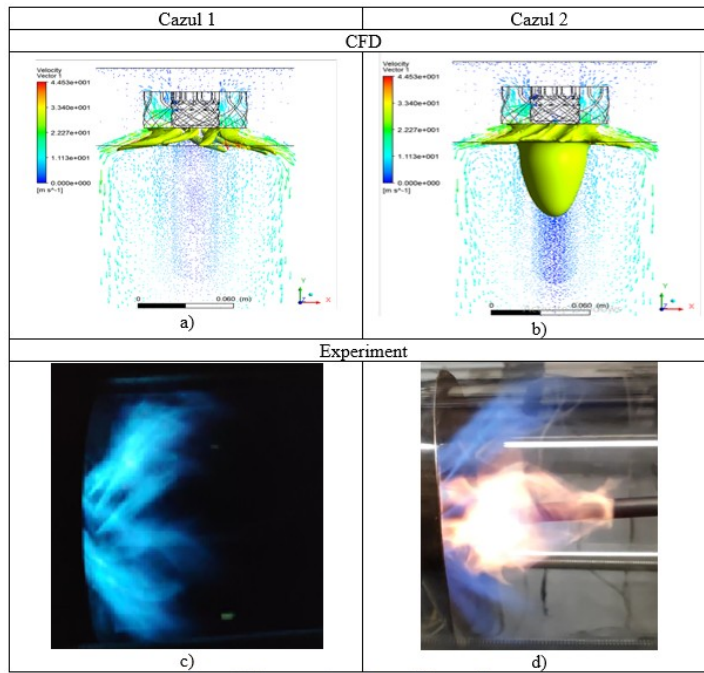 Cazul 1
Cazul 2
CFD
Velocity
Vector 1
4.453e+001
3.340e+001
2.227e+001
1.113e+001
0.000e+000
[m s^-1]
0
0.060
(m)
Y
X
Z
a)
Velocity
Vector 1
4.453e+001
3.340e+001
2.227e+001
1.113e+001
0.000e+000
[m s^-1]
0
0.060
(m)
Y
X
Z
b)
Experiment
c)
d)